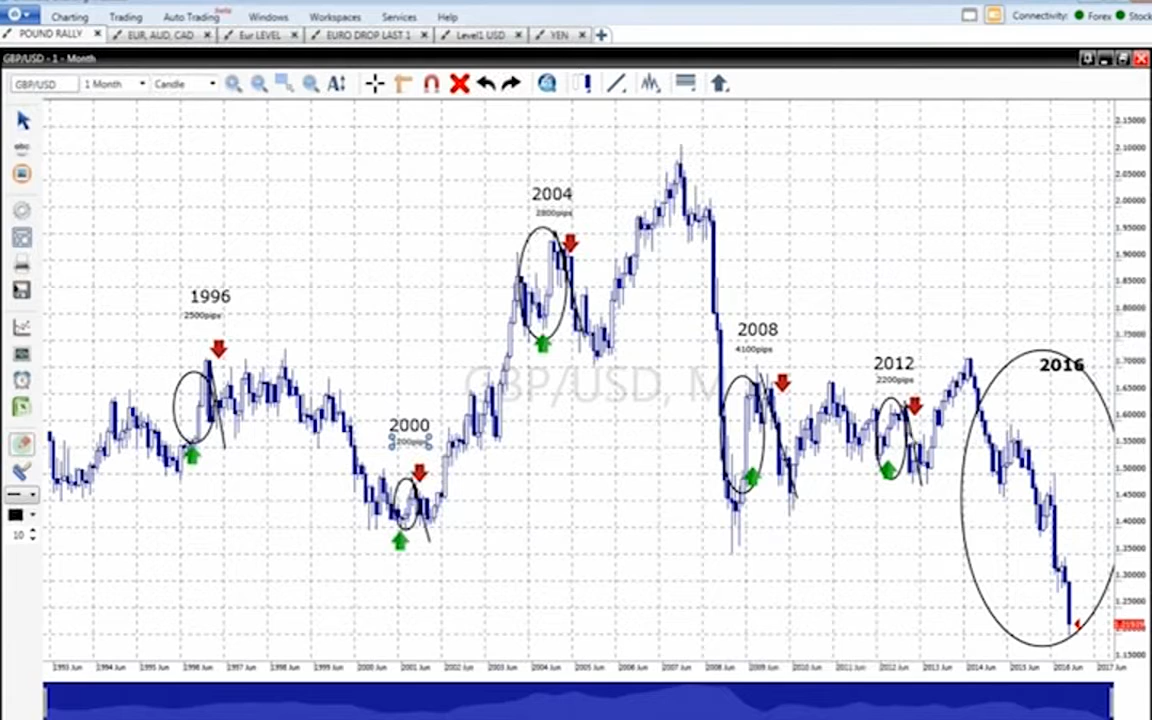 Charting Trading Auto Trading beta Windows Workspaces Services Help
Connectivity: Forex Stock
POUND RALLY EUR, AUD, CAD Eur LEVEL EURO DROP LAST 1 Level1 USD YEN
GBP/USD - 1 - Month
GBP/USD 1 Month Candle
abc
10
1996
2500pips
2000
200pips
2004
2800pips
2008
4100pips
2012
2200pips
2016
GBP/USD M
2.15000
2.10000
2.05000
2.00000
1.95000
1.90000
1.85000
1.80000
1.75000
1.70000
1.65000
1.60000
1.55000
1.50000
1.45000
1.40000
1.35000
1.30000
1.25000
1.15000
1993 Jun 1994 Jun 1995 Jun 1996 Jun 1997 Jun 1998 Jun 1999 Jun 2000 Jun 2001 Jun 2002 Jun 2003 Jun 2004 Jun 2005 Jun 2006 Jun 2007 Jun 2008 Jun 2009 Jun 2010 Jun 2011 Jun 2012 Jun 2013 Jun 2014 Jun 2015 Jun 2016 Jun 2017 Jun